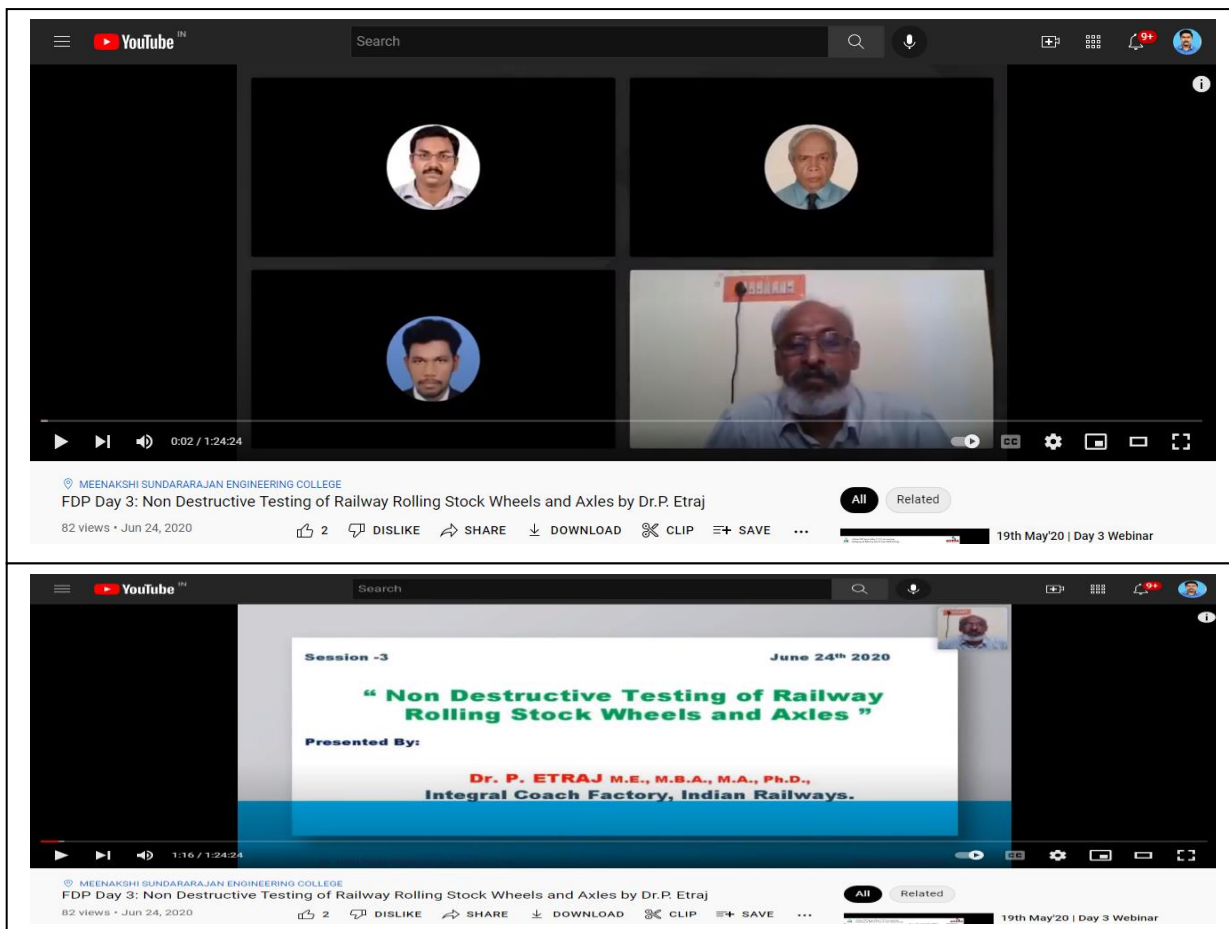 YouTube IN
Search
9+
0:02 / 1:24:24
CC
MEENAKSHI SUNDARARAJAN ENGINEERING COLLEGE
FDP Day 3: Non Destructive Testing of Railway Rolling Stock Wheels and Axles by Dr.P. Etraj
All Related
82 views • Jun 24, 2020
2 DISLIKE SHARE DOWNLOAD CLIP SAVE ...
19th May'20 | Day 3 Webinar
YouTube IN
Search
9+
Session -3 June 24th 2020
“ Non Destructive Testing of Railway
Rolling Stock Wheels and Axles ”
Presented By:
Dr. P. ETRAJ M.E., M.B.A., M.A., Ph.D.,
Integral Coach Factory, Indian Railways.
1:16 / 1:24:24
CC
MEENAKSHI SUNDARARAJAN ENGINEERING COLLEGE
FDP Day 3: Non Destructive Testing of Railway Rolling Stock Wheels and Axles by Dr.P. Etraj
All Related
82 views • Jun 24, 2020
2 DISLIKE SHARE DOWNLOAD CLIP SAVE ...
19th May'20 | Day 3 Webinar